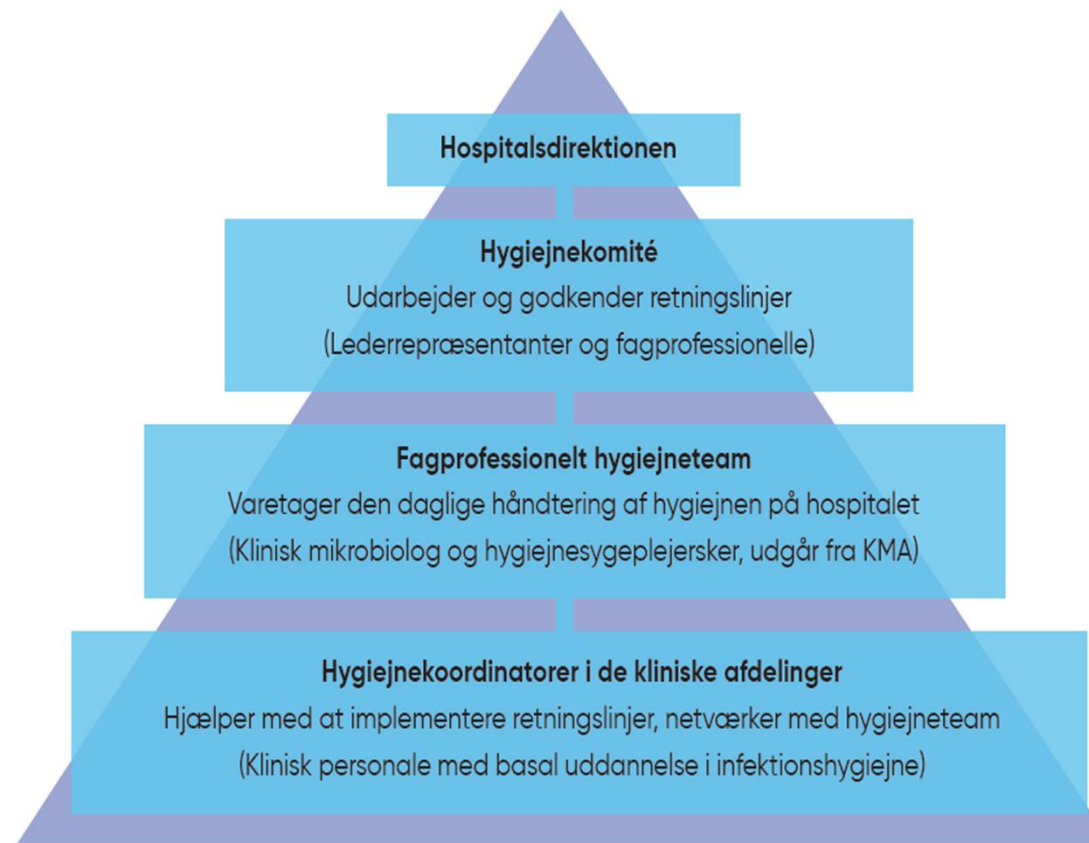 Hospitalsdirektionen
Hygiejnekomité
Udarbejder og godkender retningslinjer
(Lederrepræsentanter og fagprofessionelle)
Fagprofessionelt hygiejneteam
Varetager den daglige håndtering af hygiejnen på hospitalet
(Klinisk mikrobiolog og hygiejnesygeplejersker, udgår fra KMA)
Hygiejnekoordinatorer i de kliniske afdelinger
Hjælper med at implementere retningslinjer, netværker med hygiejneteam
(Klinisk personale med basal uddannelse i infektionshygiejne)